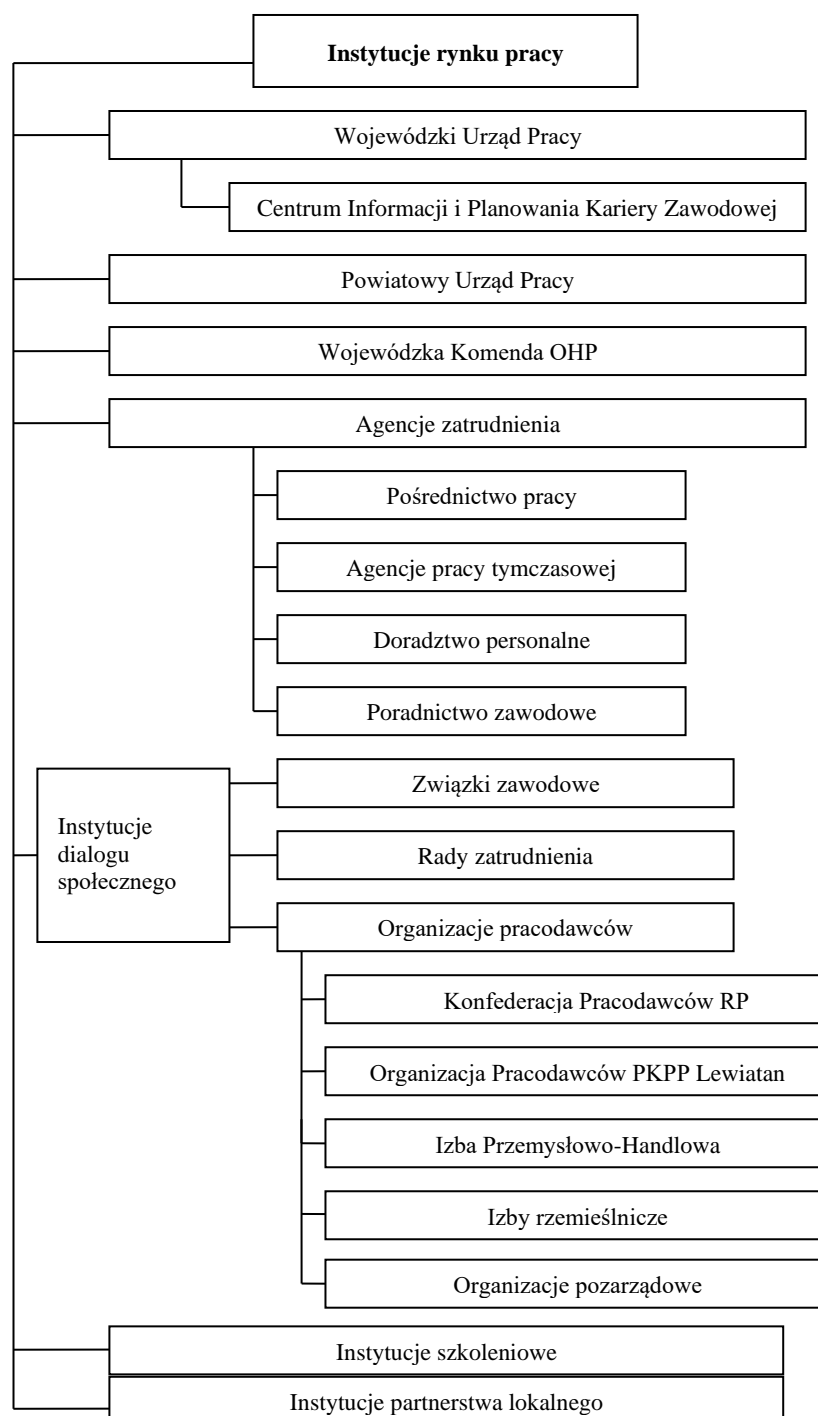 Instytucje rynku pracy
Wojewódzki Urząd Pracy
Centrum Informacji i Planowania Kariery Zawodowej
Powiatowy Urząd Pracy
Wojewódzka Komenda OHP
Agencje zatrudnienia
Pośrednictwo pracy
Agencje pracy tymczasowej
Doradztwo personalne
Poradnictwo zawodowe
Instytucje
dialogu
społecznego
Związki zawodowe
Rady zatrudnienia
Organizacje pracodawców
Konfederacja Pracodawców RP
Organizacja Pracodawców PKPP Lewiatan
Izba Przemysłowo-Handlowa
Izby rzemieślnicze
Organizacje pozarządowe
Instytucje szkoleniowe
Instytucje partnerstwa lokalnego